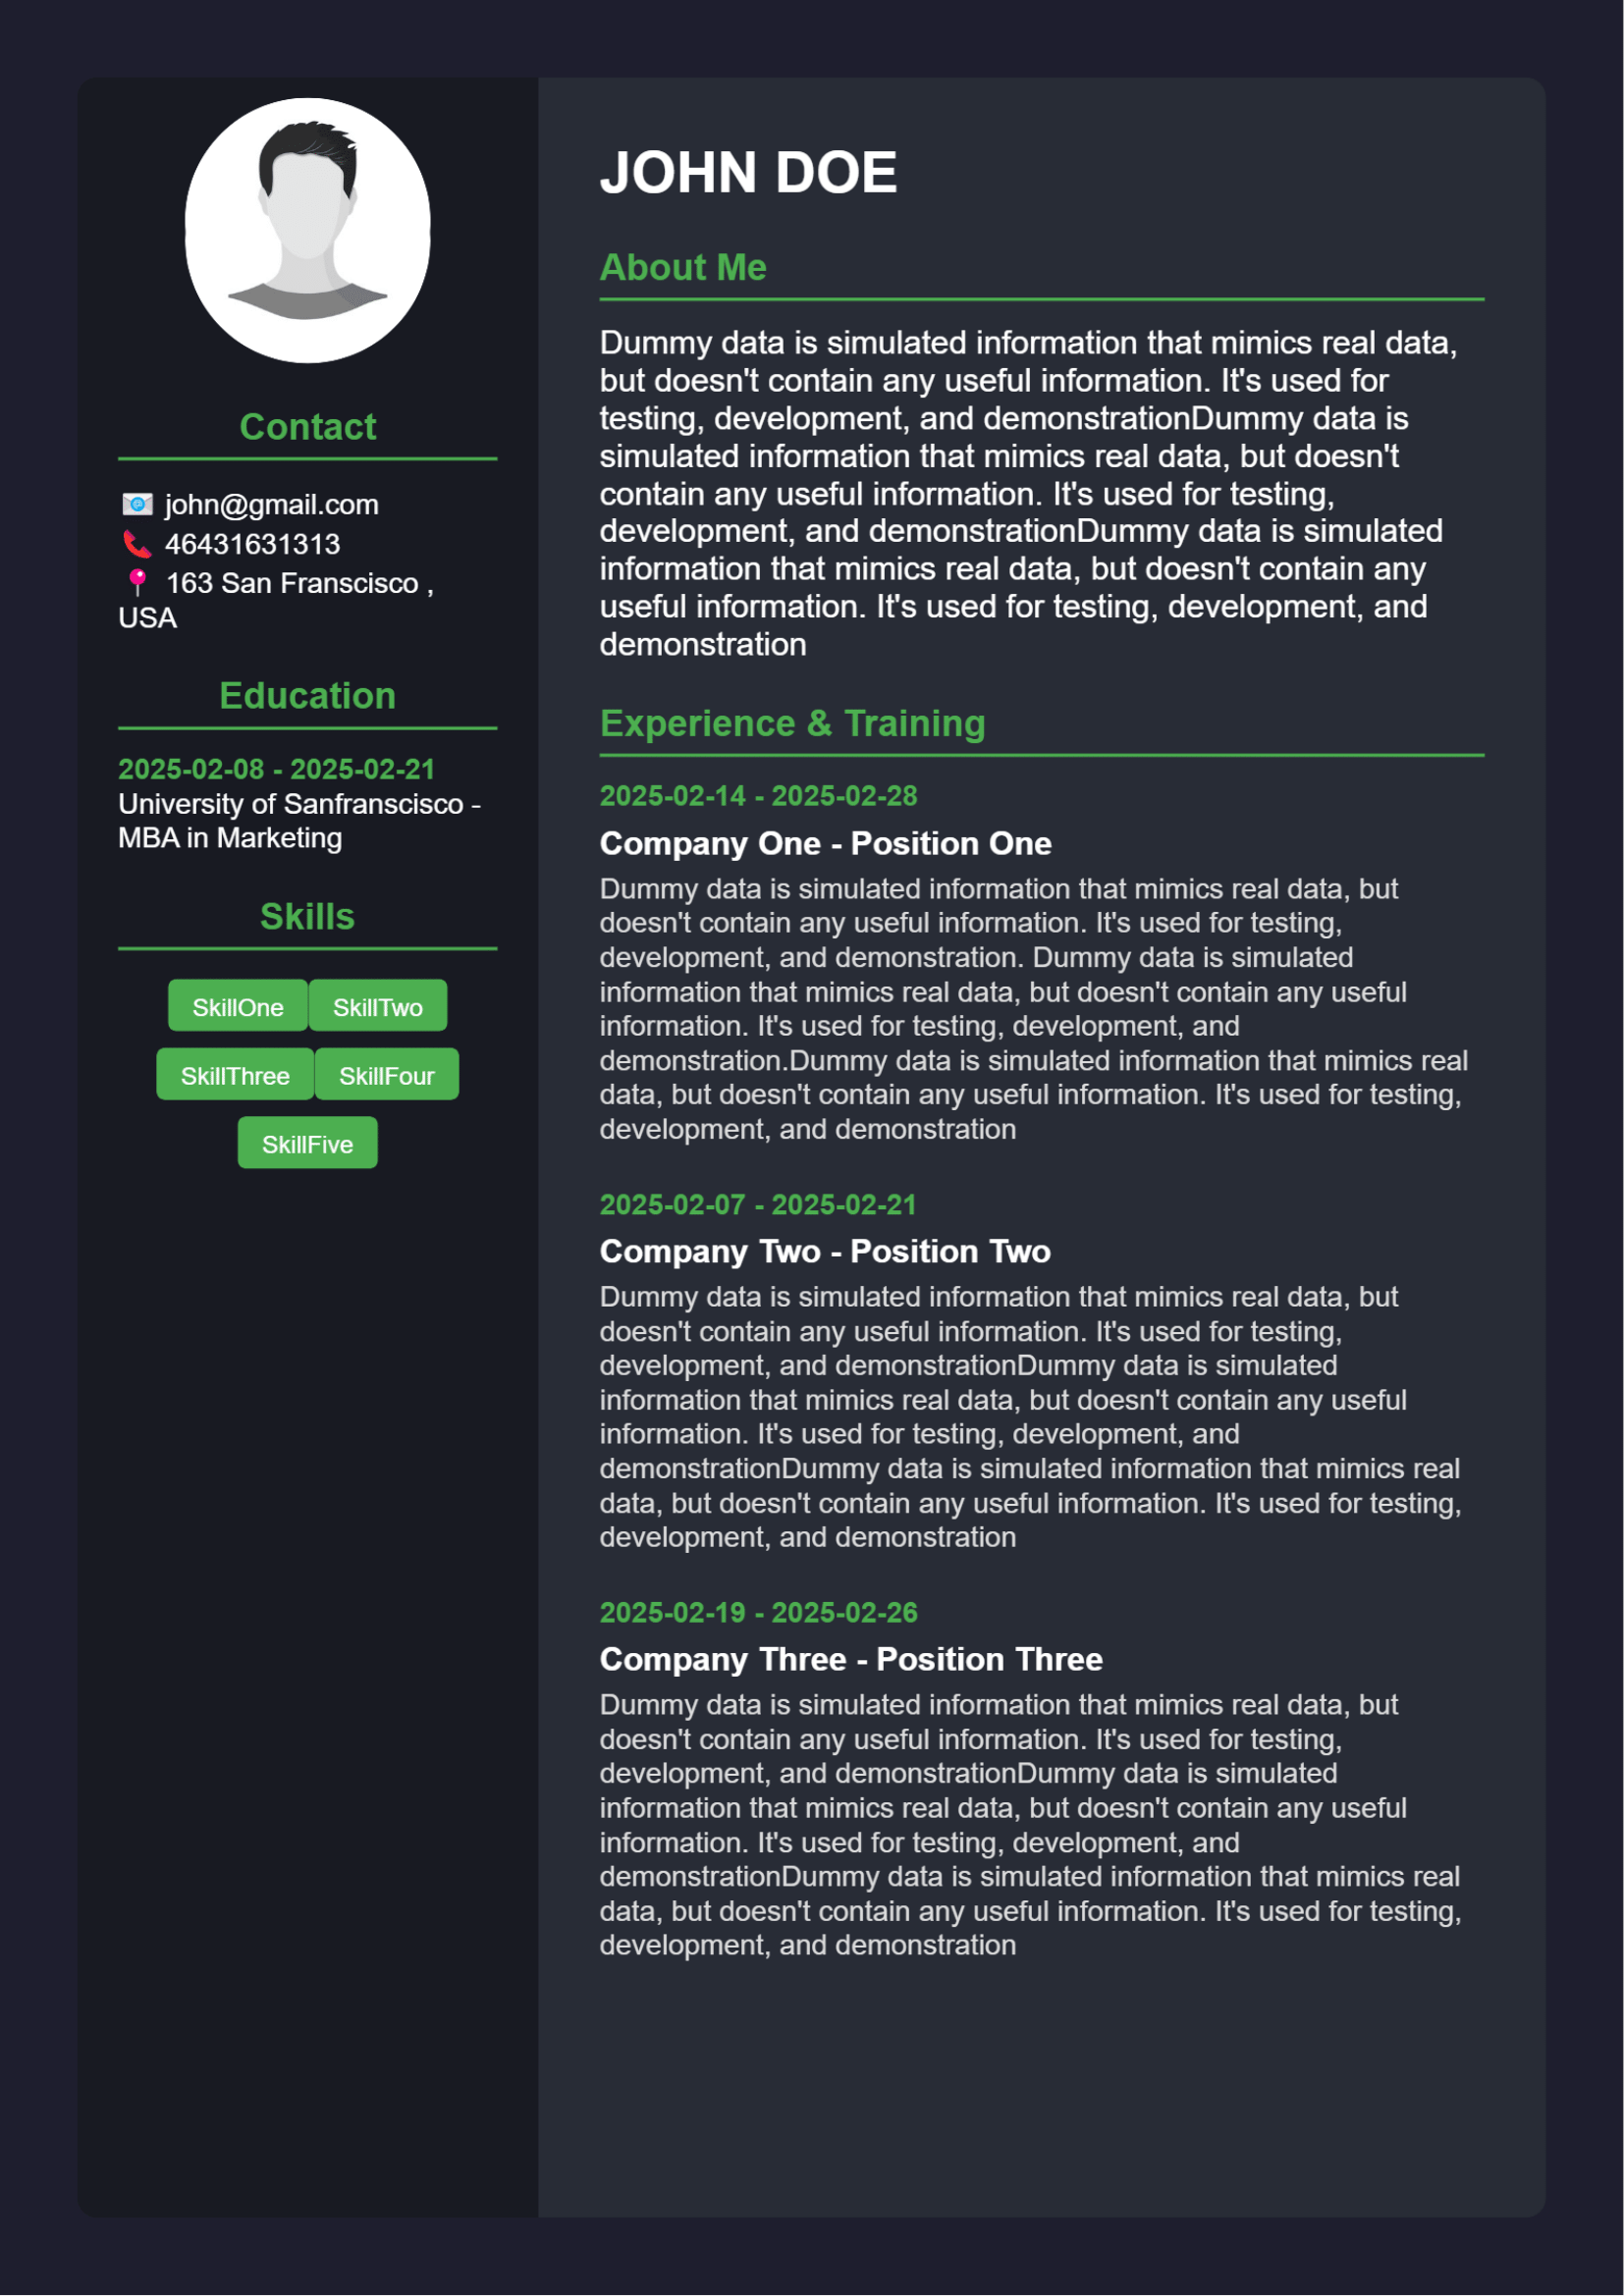 Contact
john@gmail.com
46431631313
163 San Franscisco ,
USA
Education
2025-02-08 - 2025-02-21
University of Sanfranscisco -
MBA in Marketing
Skills
SkillOne SkillTwo
SkillThree SkillFour
SkillFive
JOHN DOE
About Me
Dummy data is simulated information that mimics real data,
but doesn't contain any useful information. It's used for
testing, development, and demonstrationDummy data is
simulated information that mimics real data, but doesn't
contain any useful information. It's used for testing,
development, and demonstrationDummy data is simulated
information that mimics real data, but doesn't contain any
useful information. It's used for testing, development, and
demonstration
Experience & Training
2025-02-14 - 2025-02-28
Company One - Position One
Dummy data is simulated information that mimics real data, but
doesn't contain any useful information. It's used for testing,
development, and demonstration. Dummy data is simulated
information that mimics real data, but doesn't contain any useful
information. It's used for testing, development, and
demonstration.Dummy data is simulated information that mimics real
data, but doesn't contain any useful information. It's used for testing,
development, and demonstration
2025-02-07 - 2025-02-21
Company Two - Position Two
Dummy data is simulated information that mimics real data, but
doesn't contain any useful information. It's used for testing,
development, and demonstrationDummy data is simulated
information that mimics real data, but doesn't contain any useful
information. It's used for testing, development, and
demonstrationDummy data is simulated information that mimics real
data, but doesn't contain any useful information. It's used for testing,
development, and demonstration
2025-02-19 - 2025-02-26
Company Three - Position Three
Dummy data is simulated information that mimics real data, but
doesn't contain any useful information. It's used for testing,
development, and demonstrationDummy data is simulated
information that mimics real data, but doesn't contain any useful
information. It's used for testing, development, and
demonstrationDummy data is simulated information that mimics real
data, but doesn't contain any useful information. It's used for testing,
development, and demonstration